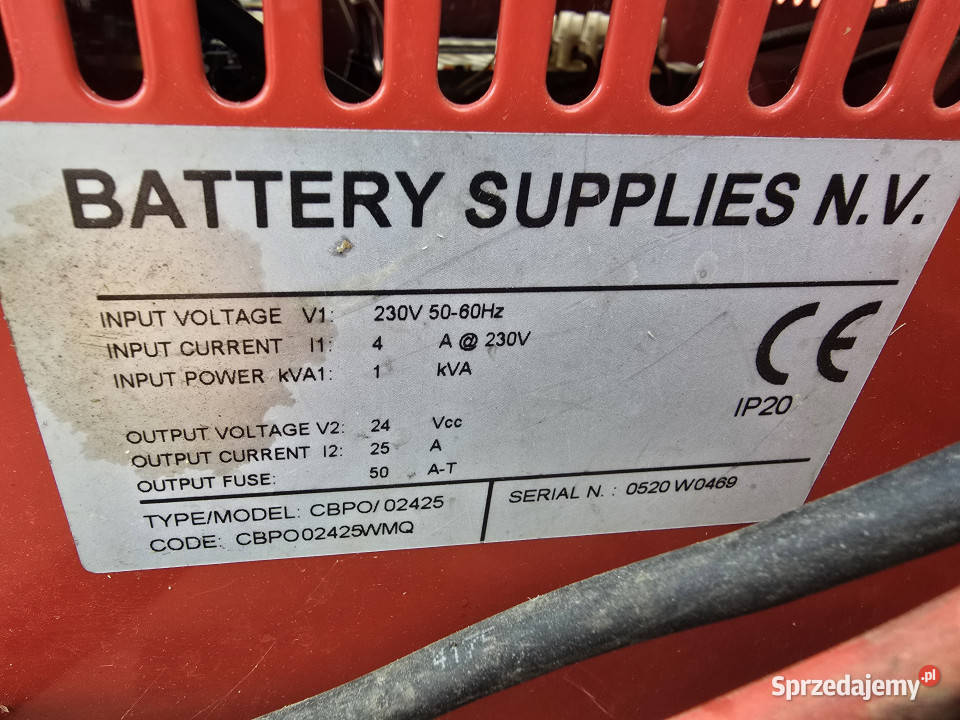 BATTERY SUPPLIES N.V.
INPUT VOLTAGE V1: 230V 50-60Hz
INPUT CURRENT I1: 4 A @ 230V
INPUT POWER kVA1: 1 kVA
CE
IP20
OUTPUT VOLTAGE V2: 24 Vcc
OUTPUT CURRENT I2: 25 A
OUTPUT FUSE: 50 A-T
TYPE/MODEL: CBPO/02425
CODE: CBPO02425WMQ
SERIAL N. : 0520W0469
Sprzedajemy.pl